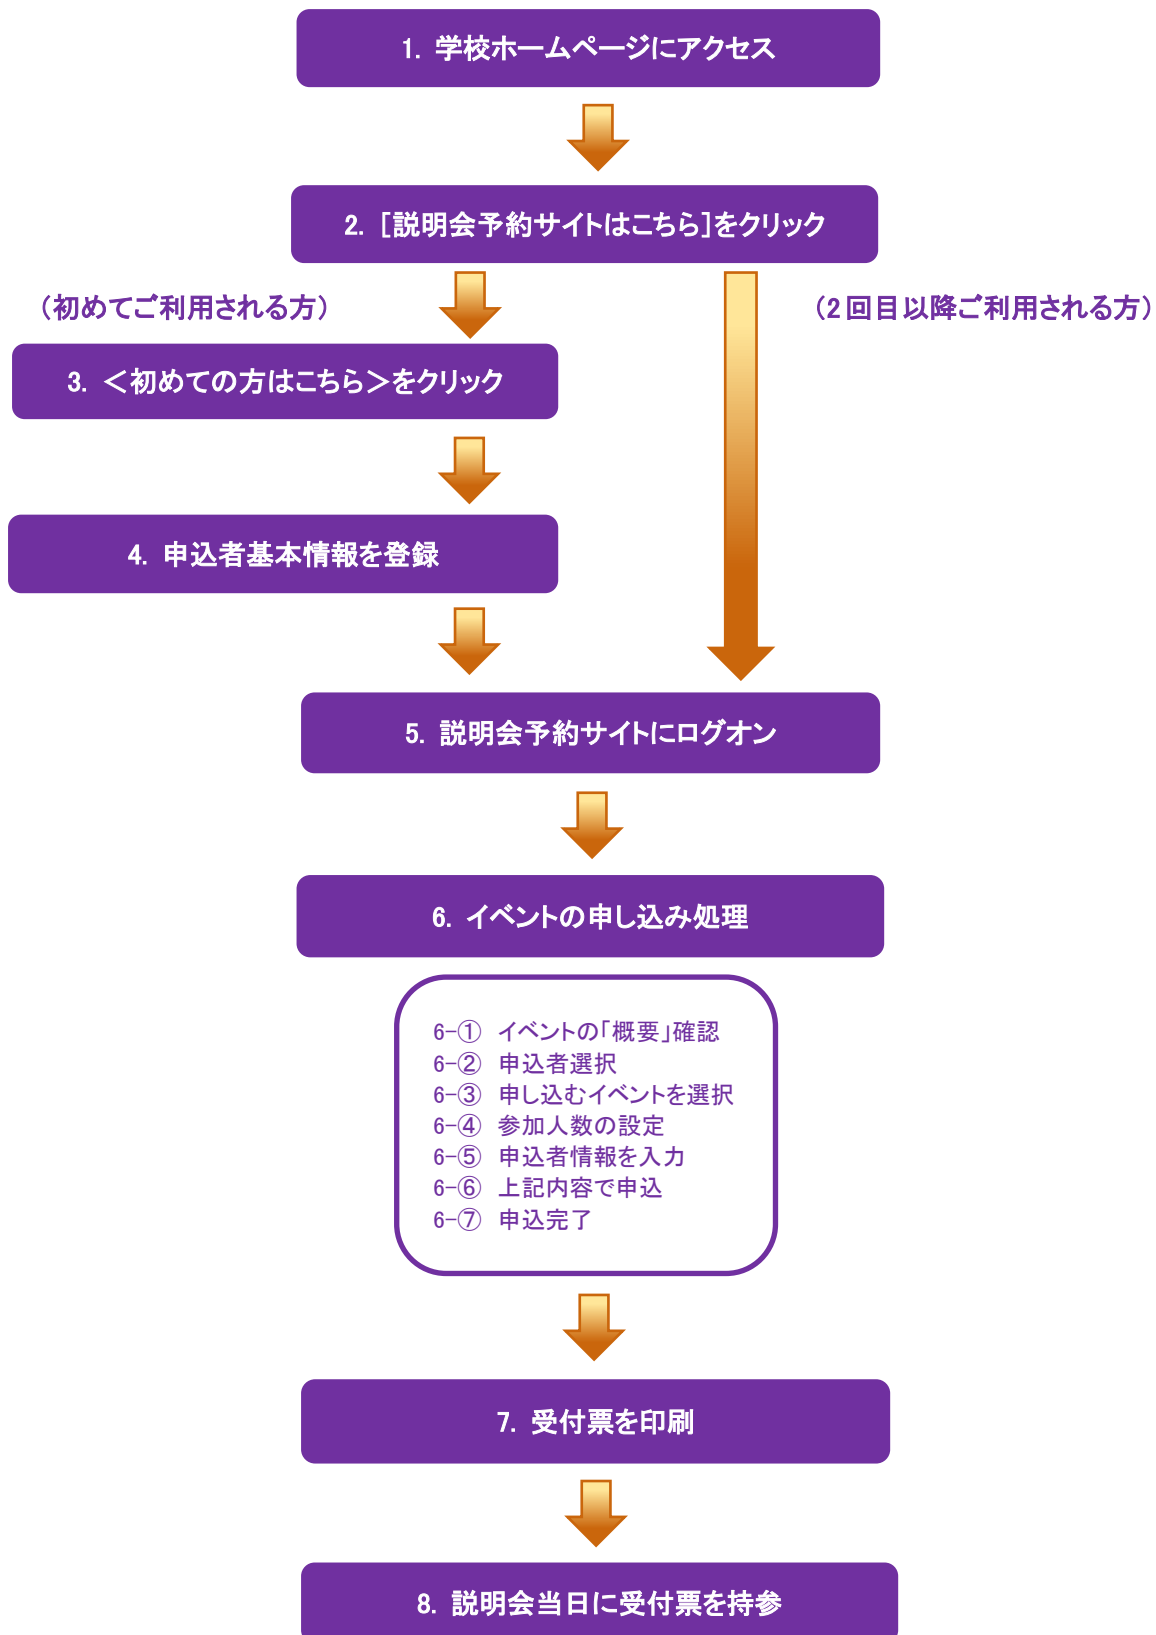 1. 学校ホームページにアクセス
2. [説明会予約サイトはこちら]をクリック
（初めてご利用される方）
（2回目以降ご利用される方）
3. ＜初めての方はこちら＞をクリック
4. 申込者基本情報を登録
5. 説明会予約サイトにログオン
6. イベントの申し込み処理
6-① イベントの「概要」確認
6-② 申込者選択
6-③ 申し込むイベントを選択
6-④ 参加人数の設定
6-⑤ 申込者情報を入力
6-⑥ 上記内容で申込
6-⑦ 申込完了
7. 受付票を印刷
8. 説明会当日に受付票を持参